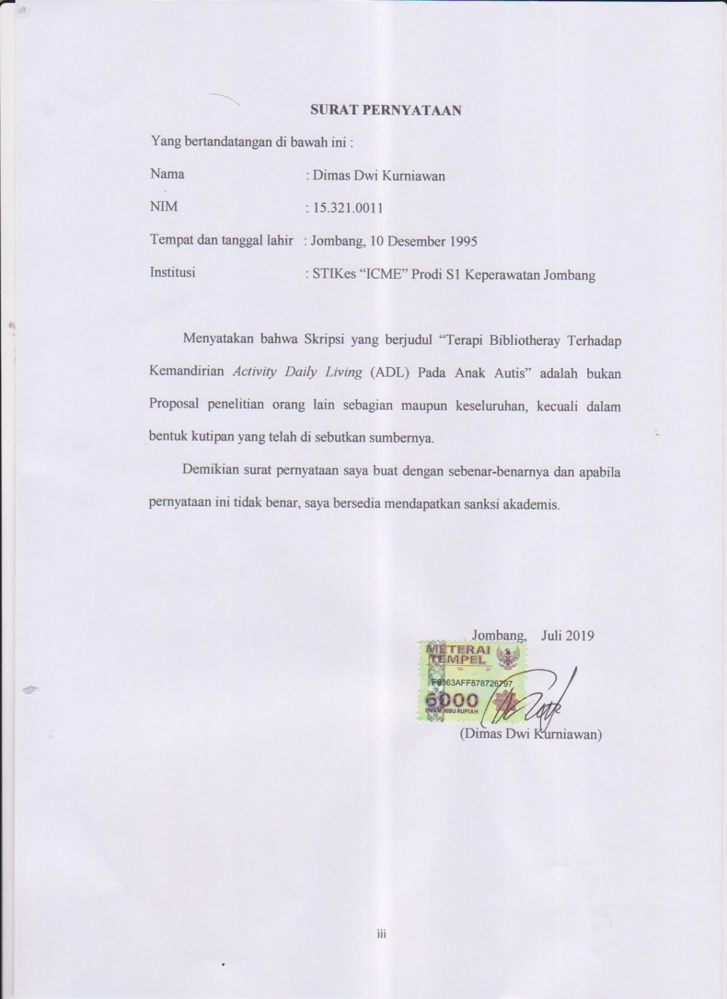 SURAT PERNYATAAN
Yang bertandatangan di bawah ini :
Nama : Dimas Dwi Kurniawan
NIM : 15.321.0011
Tempat dan tanggal lahir : Jombang, 10 Desember 1995
Institusi : STIKes “ICME” Prodi S1 Keperawatan Jombang
Menyatakan bahwa Skripsi yang berjudul “Terapi Bibliotheray Terhadap
Kemandirian Activity Daily Living (ADL) Pada Anak Autis” adalah bukan
Proposal penelitian orang lain sebagian maupun keseluruhan, kecuali dalam
bentuk kutipan yang telah di sebutkan sumbernya.
Demikian surat pernyataan saya buat dengan sebenar-benarnya dan apabila
pernyataan ini tidak benar, saya bersedia mendapatkan sanksi akademis.
Jombang, Juli 2019
METERAI
TEMPEL
TGL. 20
6000
ENAM RIBU RUPIAH
(Dimas Dwi Kurniawan)
iii